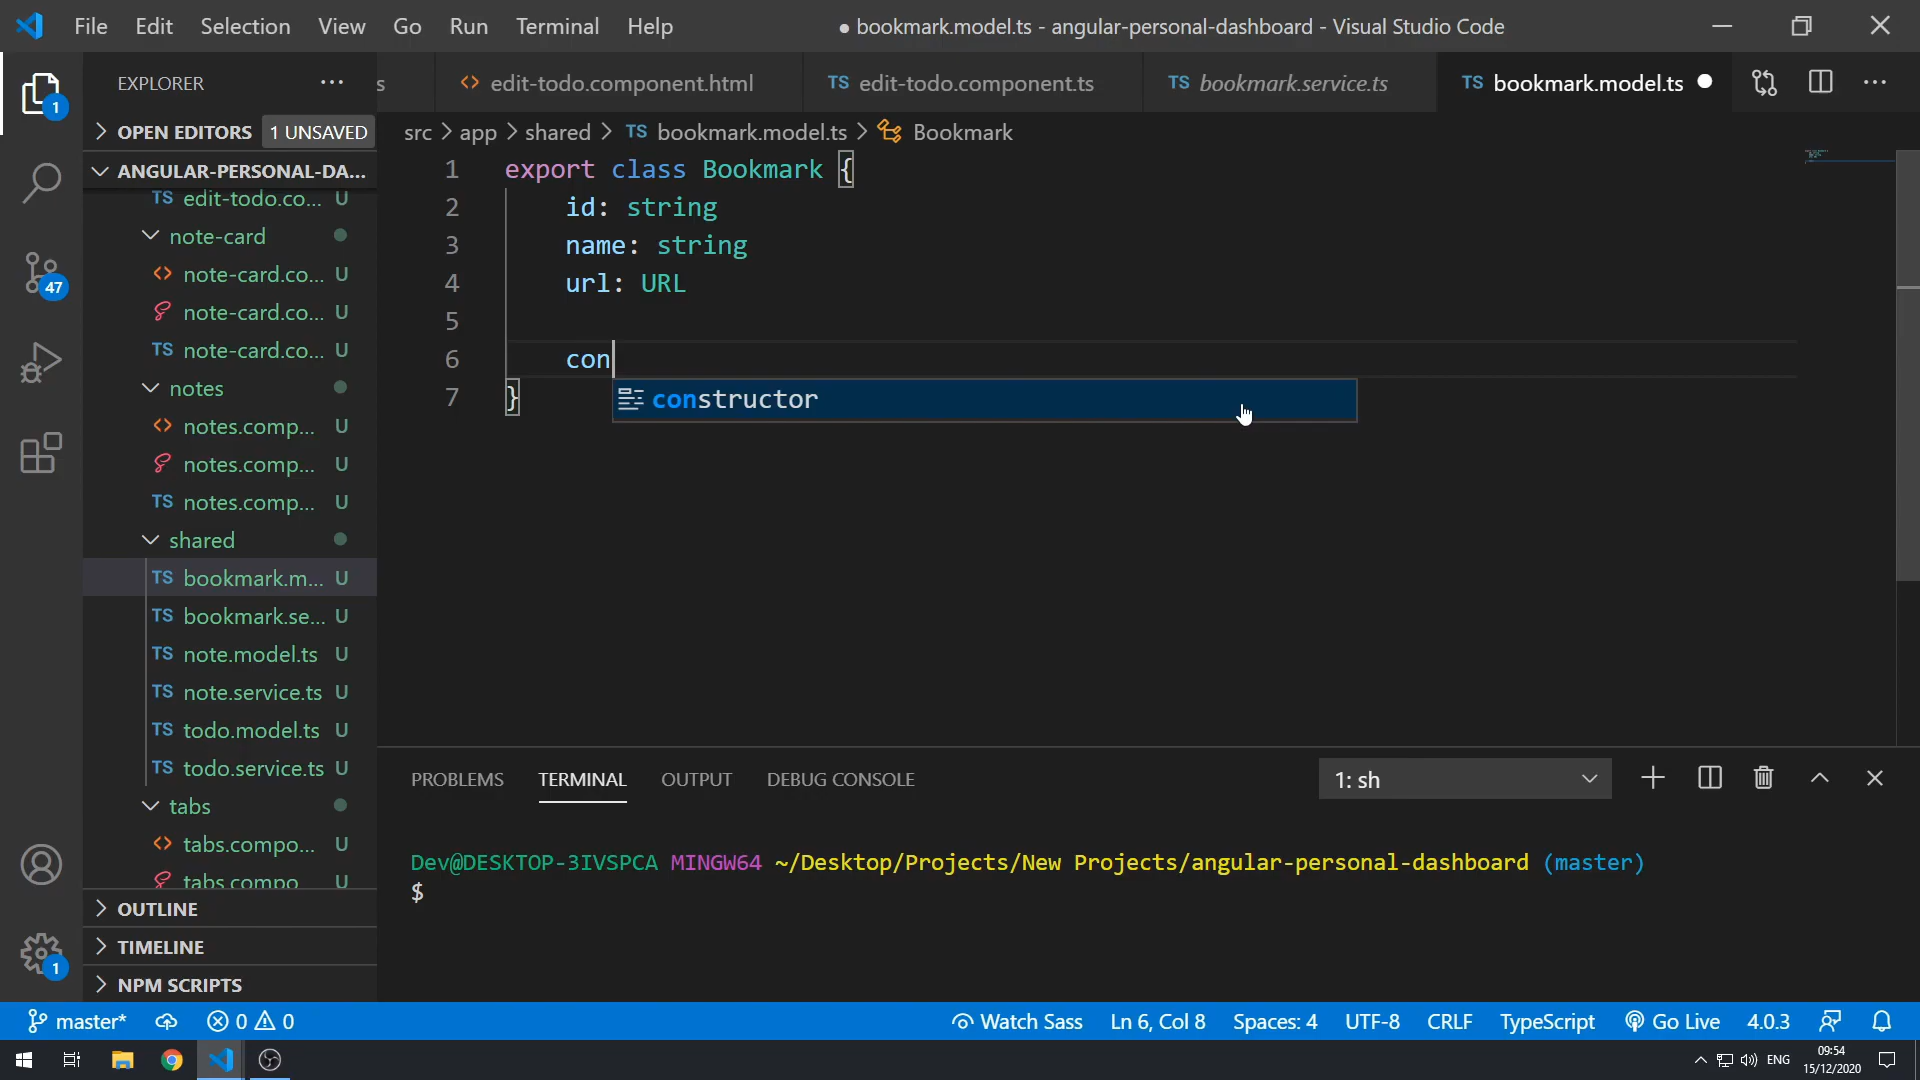 File Edit Selection View Go Run Terminal Help
● bookmark.model.ts - angular-personal-dashboard - Visual Studio Code
EXPLORER ···
s
edit-todo.component.html
TS edit-todo.component.ts
TS bookmark.service.ts
TS bookmark.model.ts ●
OPEN EDITORS 1 UNSAVED
ANGULAR-PERSONAL-DA...
TS edit-todo.co... U
note-card
note-card.co... U
note-card.co... U
TS note-card.co... U
notes
notes.comp... U
notes.comp... U
TS notes.comp... U
shared
TS bookmark.m... U
TS bookmark.se... U
TS note.model.ts U
TS note.service.ts U
TS todo.model.ts U
TS todo.service.ts U
tabs
tabs.compo... U
tabs.compo U
OUTLINE
TIMELINE
NPM SCRIPTS
1
47
1
src > app > shared > TS bookmark.model.ts > Bookmark
1 export class Bookmark {
2 id: string
3 name: string
4 url: URL
5
6 con
7 }
constructor
PROBLEMS TERMINAL OUTPUT DEBUG CONSOLE
1: sh
Dev@DESKTOP-3IVSPCA MINGW64 ~/Desktop/Projects/New Projects/angular-personal-dashboard (master)
$
master* 0 0
Watch Sass Ln 6, Col 8 Spaces: 4 UTF-8 CRLF TypeScript Go Live 4.0.3
ENG
09:54
15/12/2020